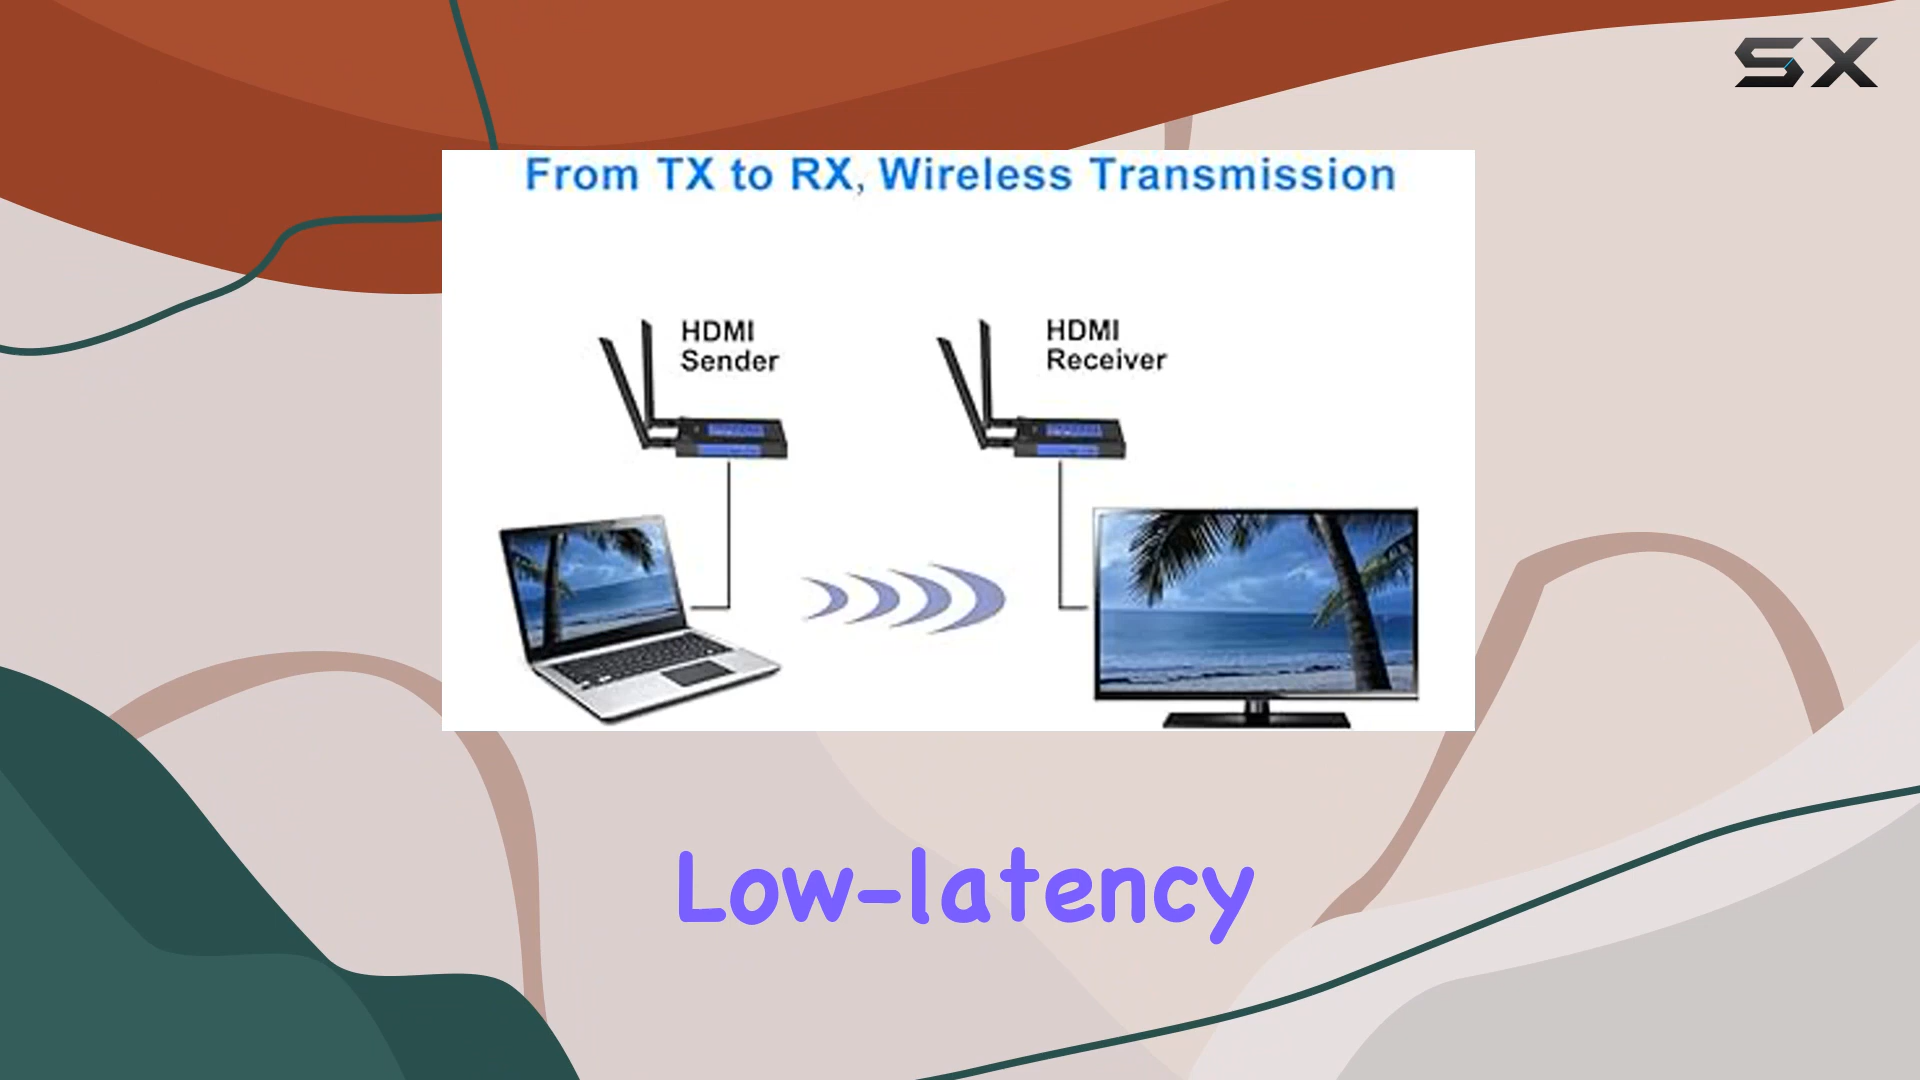 SX
From TX to RX, Wireless Transmission
HDMI
Sender
HDMI
Receiver
Low-latency